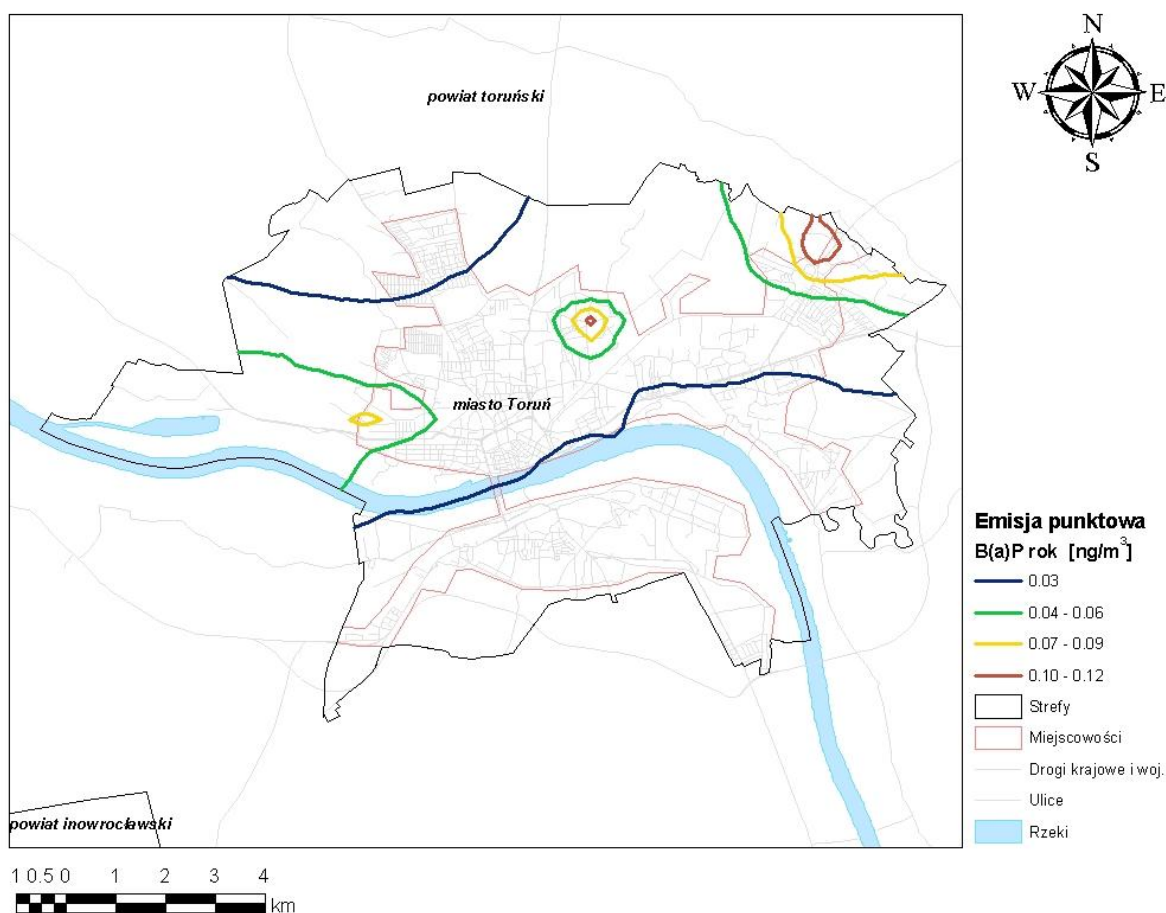 N
W E
S
powiat toruński
miasto Toruń
powiat inowrocławski
Emisja punktowa
B(a)P rok [ng/m³]
0.03
0.04 - 0.06
0.07 - 0.09
0.10 - 0.12
Strefy
Miejscowości
Drogi krajowe i woj.
Ulice
Rzeki
1 0.5 0 1 2 3 4
km